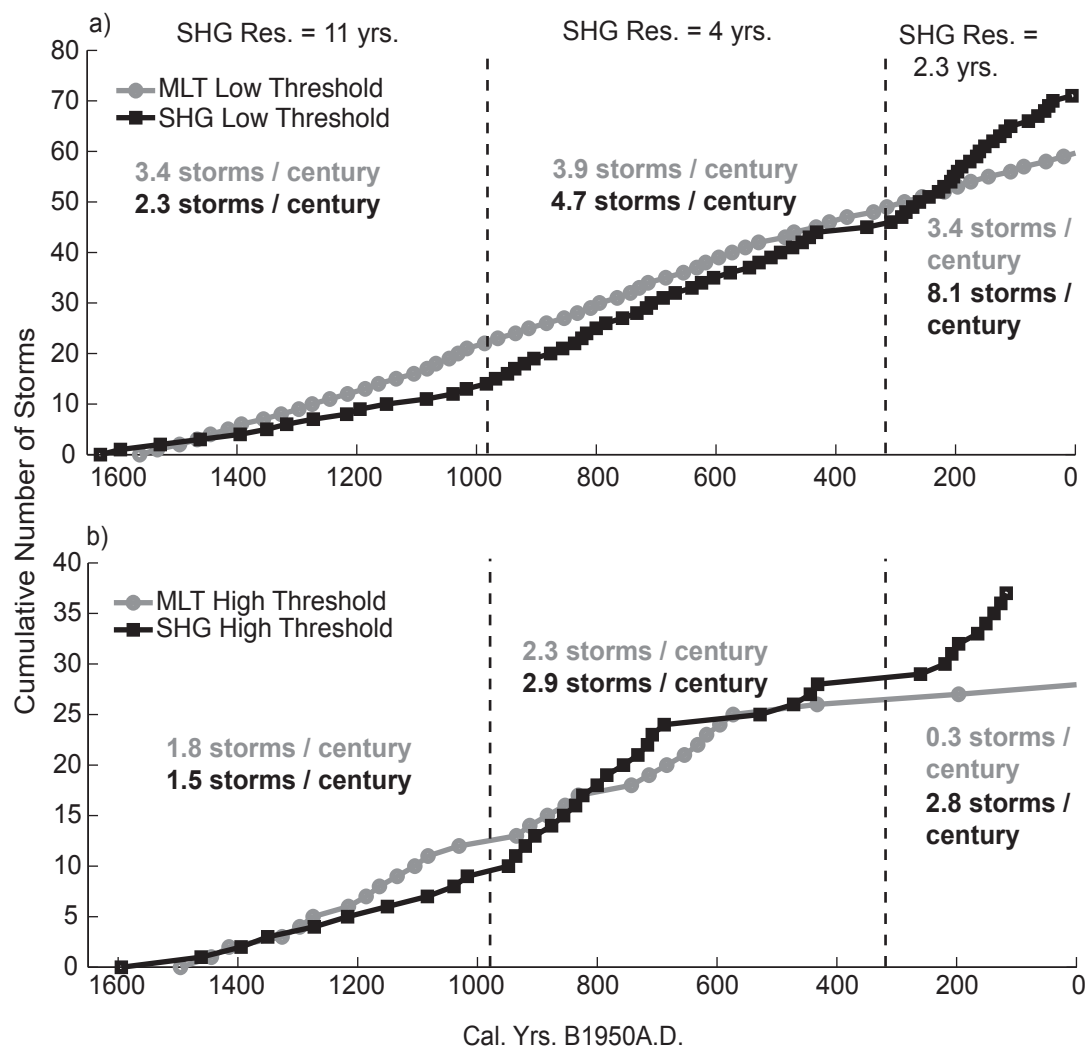 a)
SHG Res. = 11 yrs.
SHG Res. = 4 yrs.
SHG Res. =
2.3 yrs.
80
70
60
50
40
30
20
10
0
MLT Low Threshold
SHG Low Threshold
3.4 storms / century
2.3 storms / century
3.9 storms / century
4.7 storms / century
3.4 storms /
century
8.1 storms /
century
1600 1400 1200 1000 800 600 400 200 0
Cumulative Number of Storms
b)
40
35
30
25
20
15
10
5
0
MLT High Threshold
SHG High Threshold
1.8 storms / century
1.5 storms / century
2.3 storms / century
2.9 storms / century
0.3 storms /
century
2.8 storms /
century
1600 1400 1200 1000 800 600 400 200 0
Cal. Yrs. B1950A.D.